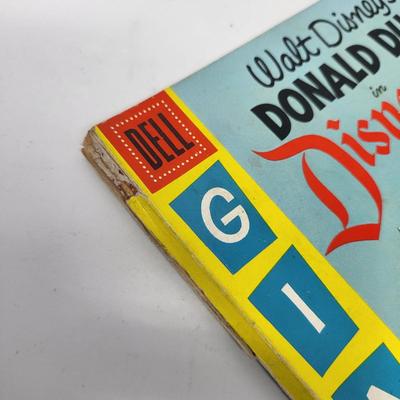 Walt Disney's
DONALD DU
in
Disne
DELL
G
I
A